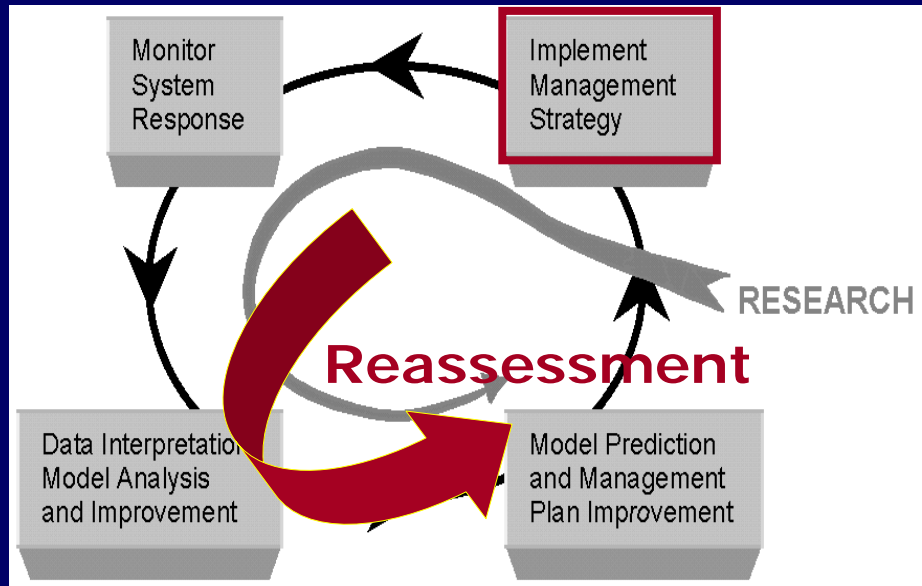 Monitor
System
Response
Implement
Management
Strategy
RESEARCH
Reassessment
Data Interpretation
Model Analysis
and Improvement
Model Prediction
and Management
Plan Improvement